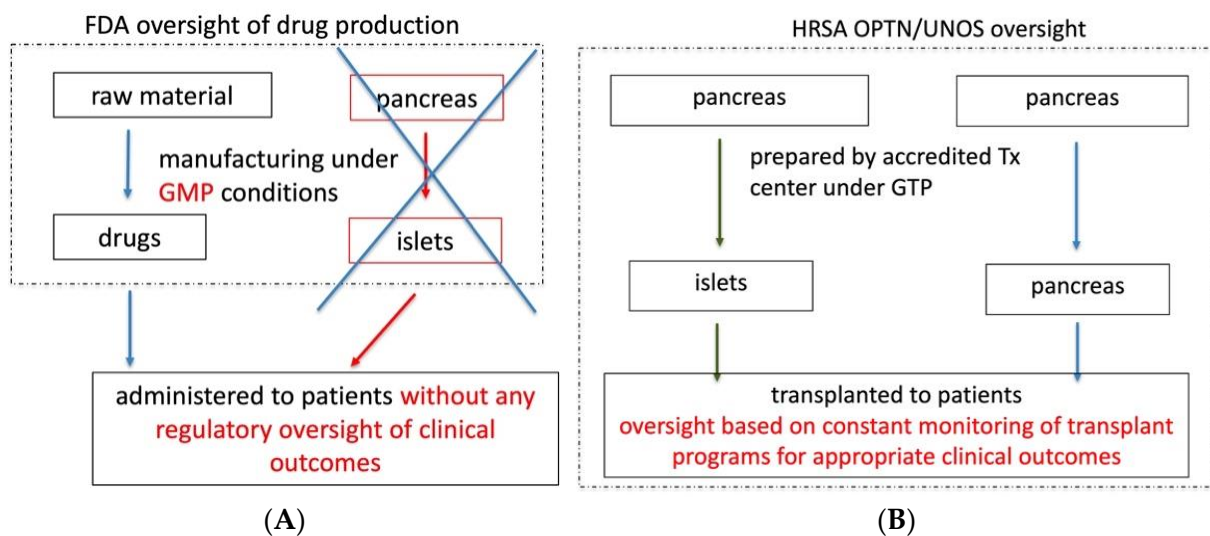 FDA oversight of drug production
raw material
pancreas
manufacturing under
GMP conditions
drugs
islets
administered to patients without any
regulatory oversight of clinical
outcomes
(A)
HRSA OPTN/UNOS oversight
pancreas
pancreas
prepared by accredited Tx
center under GTP
islets
pancreas
transplanted to patients
oversight based on constant monitoring of transplant
programs for appropriate clinical outcomes
(B)